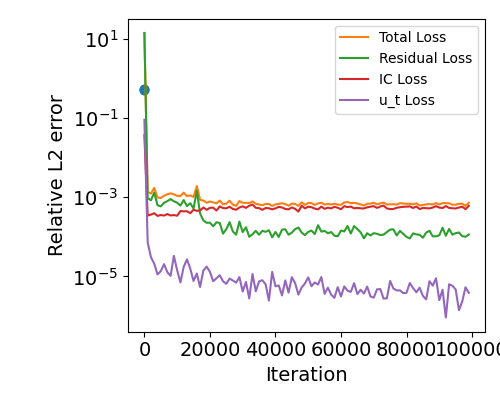 Relative L2 error
10^1
10^-1
10^-3
10^-5
Total Loss
Residual Loss
IC Loss
u_t Loss
0 20000 40000 60000 80000 100000
Iteration